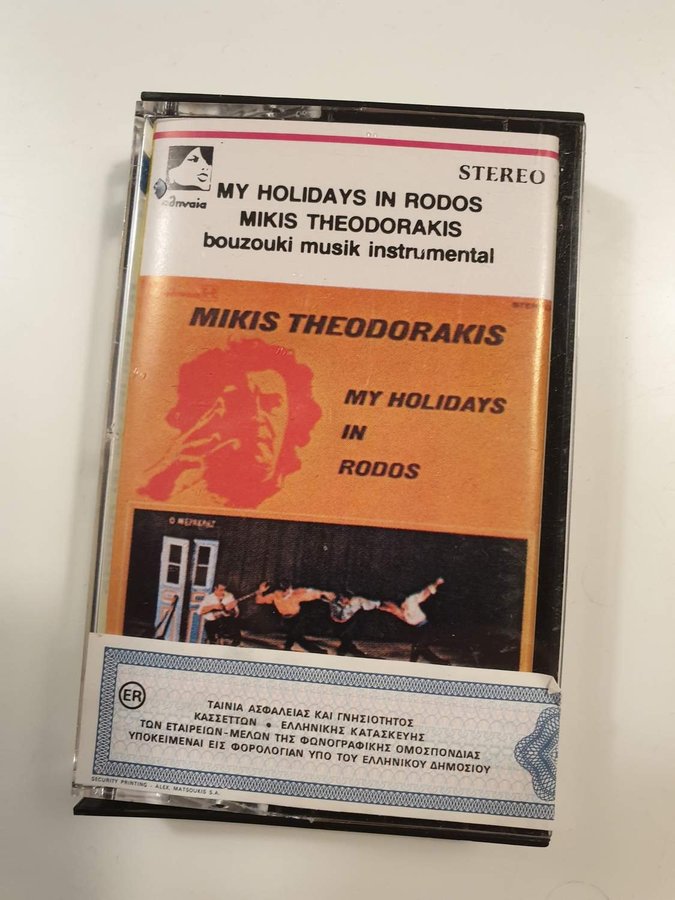 STEREO
αθηναία
MY HOLIDAYS IN RODOS
MIKIS THEODORAKIS
bouzouki musik instrumental
MIKIS THEODORAKIS
MY HOLIDAYS
IN
RODOS
Ο ΜΕΡΑΚΛΗΣ
ER
ΤΑΙΝΙΑ ΑΣΦΑΛΕΙΑΣ ΚΑΙ ΓΝΗΣΙΟΤΗΤΟΣ
ΚΑΣΣΕΤΤΩΝ • ΕΛΛΗΝΙΚΗΣ ΚΑΤΑΣΚΕΥΗΣ
ΤΩΝ ΕΤΑΙΡΕΙΩΝ-ΜΕΛΩΝ ΤΗΣ ΦΩΝΟΓΡΑΦΙΚΗΣ ΟΜΟΣΠΟΝΔΙΑΣ
ΥΠΟΚΕΙΜΕΝΑΙ ΕΙΣ ΦΟΡΟΛΟΓΙΑΝ ΥΠΟ ΤΟΥ ΕΛΛΗΝΙΚΟΥ ΔΗΜΟΣΙΟΥ
SECURITY PRINTING - ALEX. MATSOUKIS S.A.